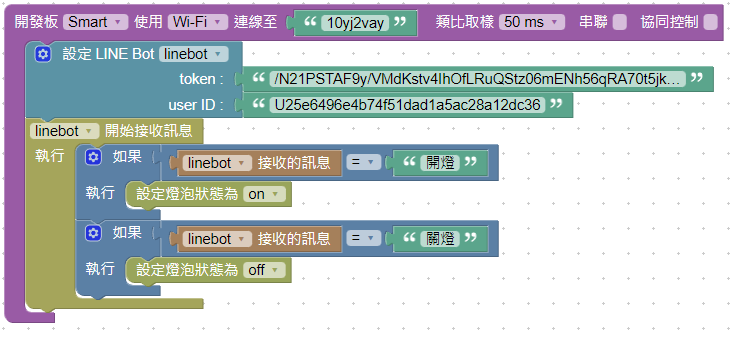 開發板 Smart 使用 Wi-Fi 連線至 “ 10yj2vay ” 類比取樣 50 ms 串聯 協同控制
設定 LINE Bot linebot
token : “ /N21PSTAF9y/VMdKstv4IhOfLRuQStz06mENh56qRA70t5jk... ”
user ID : “ U25e6496e4b74f51dad1a5ac28a12dc36 ”
linebot 開始接收訊息
執行 如果 linebot 接收的訊息 = “ 開燈 ”
執行 設定燈泡狀態為 on
如果 linebot 接收的訊息 = “ 關燈 ”
執行 設定燈泡狀態為 off